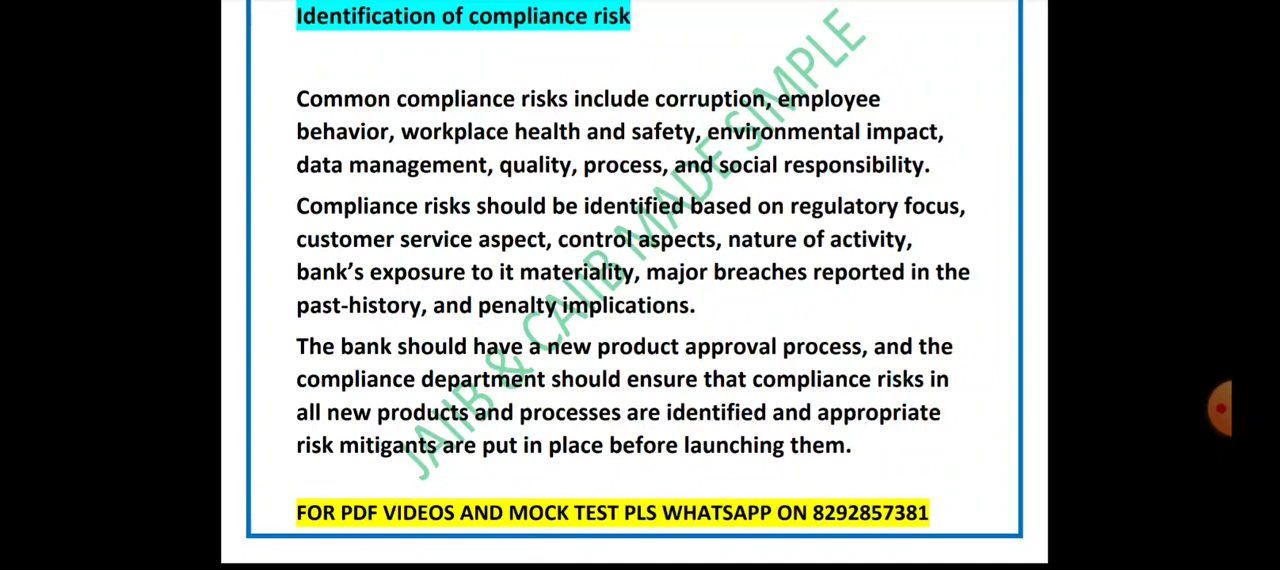 Identification of compliance risk
Common compliance risks include corruption, employee
behavior, workplace health and safety, environmental impact,
data management, quality, process, and social responsibility.
Compliance risks should be identified based on regulatory focus,
customer service aspect, control aspects, nature of activity,
bank’s exposure to it materiality, major breaches reported in the
past-history, and penalty implications.
The bank should have a new product approval process, and the
compliance department should ensure that compliance risks in
all new products and processes are identified and appropriate
risk mitigants are put in place before launching them.
JAIIB & CAIIB MADE SIMPLE
FOR PDF VIDEOS AND MOCK TEST PLS WHATSAPP ON 8292857381